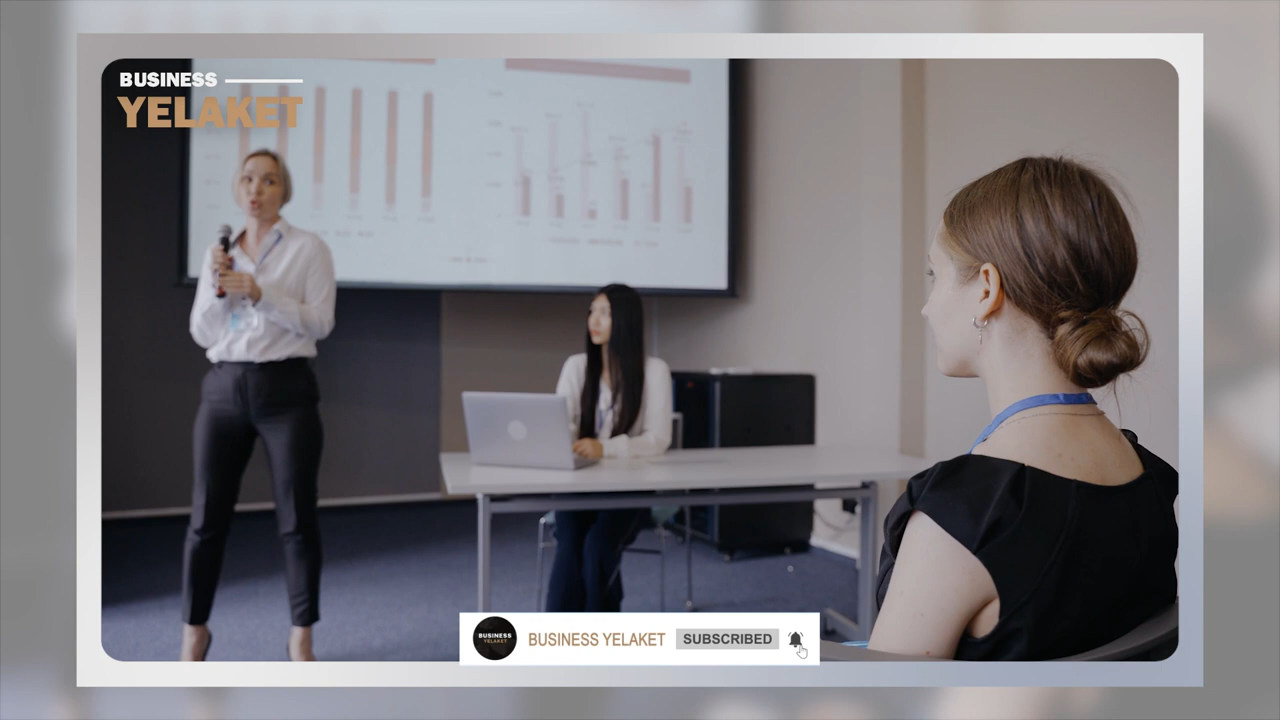 BUSINESS
YELAKET
BUSINESS
YELAKET
BUSINESS YELAKET
SUBSCRIBED